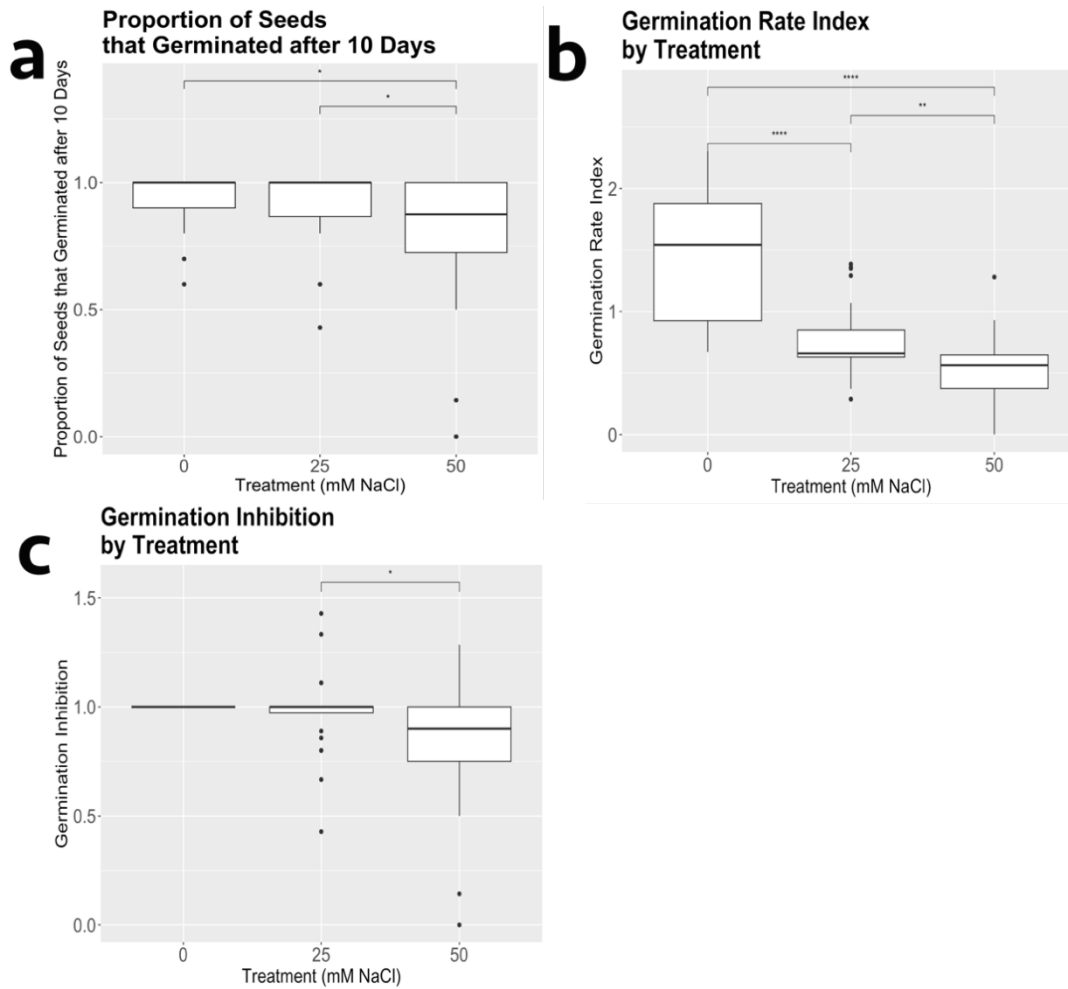 a
Proportion of Seeds
that Germinated after 10 Days
Proportion of Seeds that Germinated after 10 Days
*
*
1.0
0.5
0.0
0 25 50
Treatment (mM NaCl)
b
Germination Rate Index
by Treatment
Germination Rate Index
****
**
****
2
1
0
0 25 50
Treatment (mM NaCl)
c
Germination Inhibition
by Treatment
Germination Inhibition
*
1.5
1.0
0.5
0.0
0 25 50
Treatment (mM NaCl)